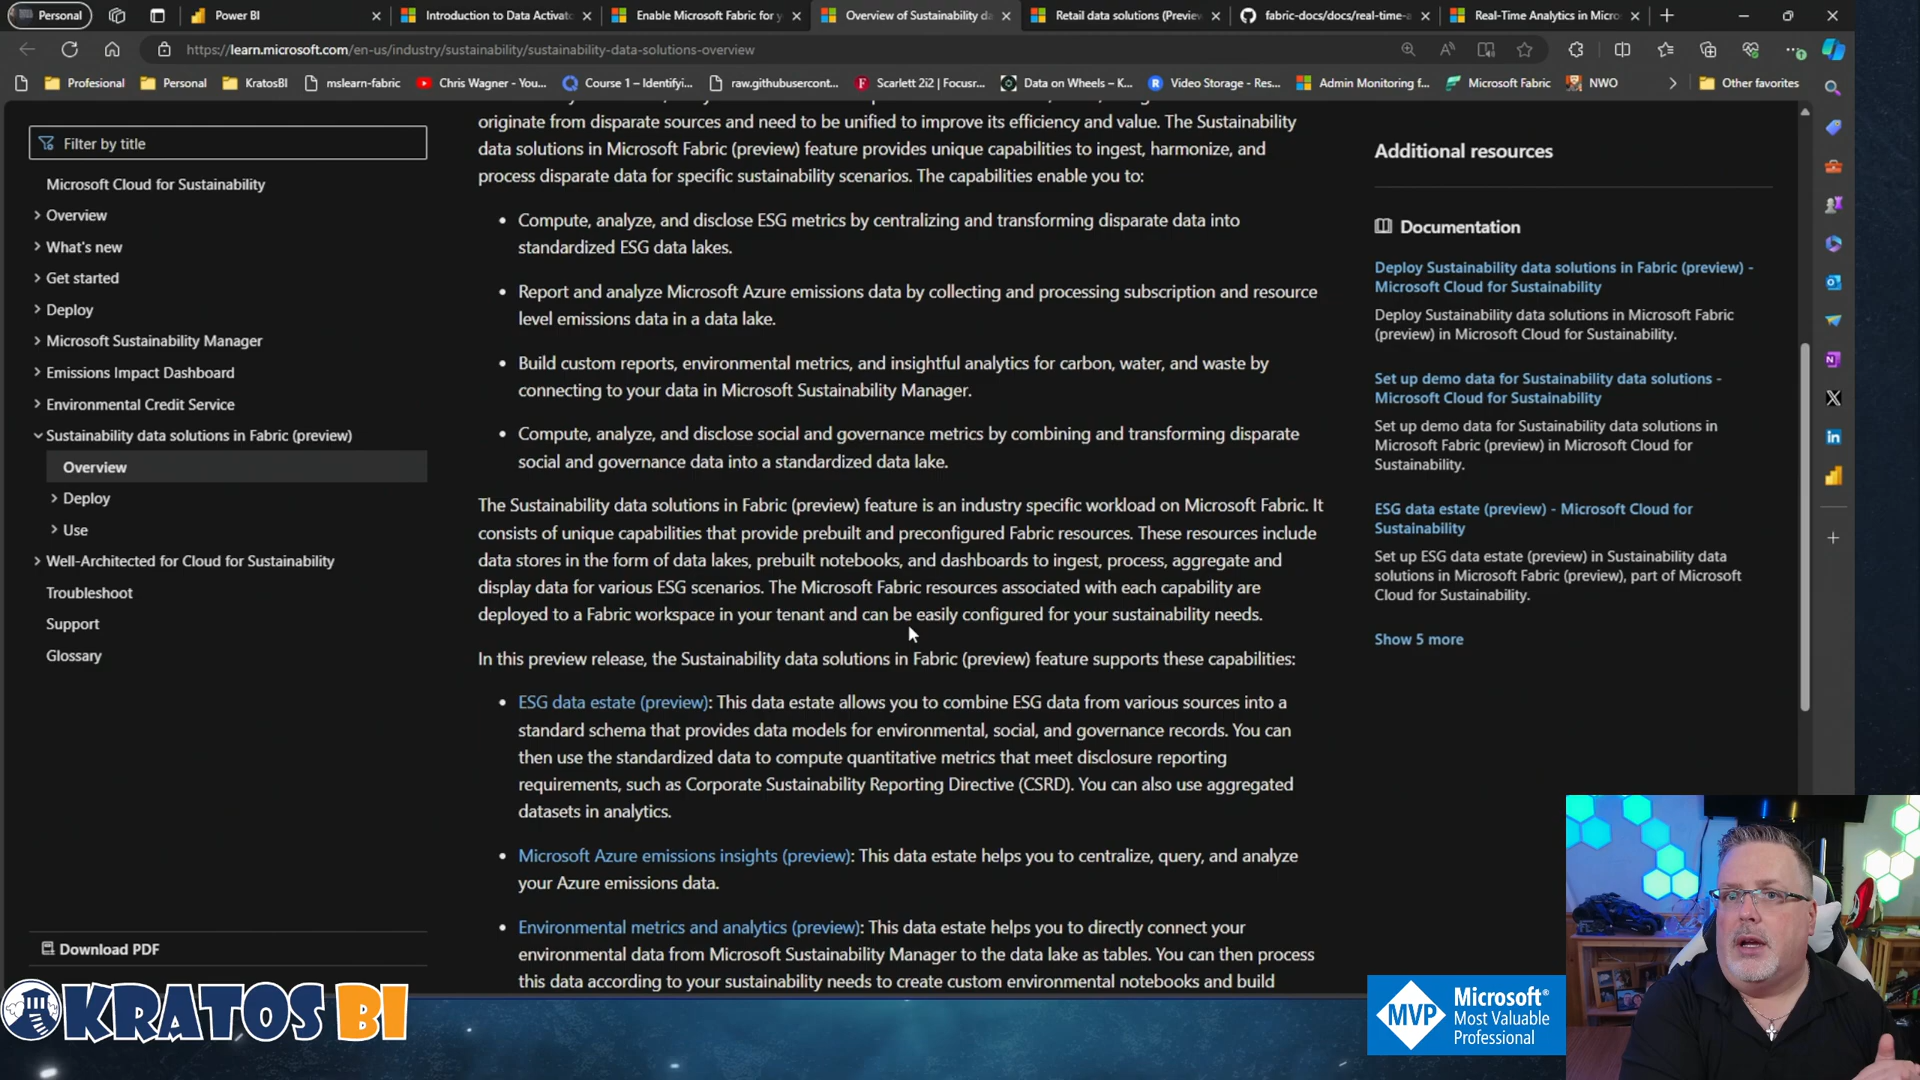 Personal
Power BI
Introduction to Data Activato
Enable Microsoft Fabric for y
Overview of Sustainability da
Retail data solutions (Preview
fabric-docs/docs/real-time-a
Real-Time Analytics in Micro
https://learn.microsoft.com/en-us/industry/sustainability/sustainability-data-solutions-overview
Profesional
Personal
KratosBI
mslearn-fabric
Chris Wagner - You...
Course 1 – Identifyi...
raw.githubusercont...
Scarlett 2i2 | Focusr...
Data on Wheels – K...
Video Storage - Res...
Admin Monitoring f...
Microsoft Fabric
NWO
Other favorites
Filter by title
Microsoft Cloud for Sustainability
Overview
What's new
Get started
Deploy
Microsoft Sustainability Manager
Emissions Impact Dashboard
Environmental Credit Service
Sustainability data solutions in Fabric (preview)
Overview
Deploy
Use
Well-Architected for Cloud for Sustainability
Troubleshoot
Support
Glossary
Download PDF
originate from disparate sources and need to be unified to improve its efficiency and value. The Sustainability
data solutions in Microsoft Fabric (preview) feature provides unique capabilities to ingest, harmonize, and
process disparate data for specific sustainability scenarios. The capabilities enable you to:
• Compute, analyze, and disclose ESG metrics by centralizing and transforming disparate data into
standardized ESG data lakes.
• Report and analyze Microsoft Azure emissions data by collecting and processing subscription and resource
level emissions data in a data lake.
• Build custom reports, environmental metrics, and insightful analytics for carbon, water, and waste by
connecting to your data in Microsoft Sustainability Manager.
• Compute, analyze, and disclose social and governance metrics by combining and transforming disparate
social and governance data into a standardized data lake.
The Sustainability data solutions in Fabric (preview) feature is an industry specific workload on Microsoft Fabric. It
consists of unique capabilities that provide prebuilt and preconfigured Fabric resources. These resources include
data stores in the form of data lakes, prebuilt notebooks, and dashboards to ingest, process, aggregate and
display data for various ESG scenarios. The Microsoft Fabric resources associated with each capability are
deployed to a Fabric workspace in your tenant and can be easily configured for your sustainability needs.
In this preview release, the Sustainability data solutions in Fabric (preview) feature supports these capabilities:
• ESG data estate (preview): This data estate allows you to combine ESG data from various sources into a
standard schema that provides data models for environmental, social, and governance records. You can
then use the standardized data to compute quantitative metrics that meet disclosure reporting
requirements, such as Corporate Sustainability Reporting Directive (CSRD). You can also use aggregated
datasets in analytics.
• Microsoft Azure emissions insights (preview): This data estate helps you to centralize, query, and analyze
your Azure emissions data.
• Environmental metrics and analytics (preview): This data estate helps you to directly connect your
environmental data from Microsoft Sustainability Manager to the data lake as tables. You can then process
this data according to your sustainability needs to create custom environmental notebooks and build
Additional resources
Documentation
Deploy Sustainability data solutions in Fabric (preview) -
Microsoft Cloud for Sustainability
Deploy Sustainability data solutions in Microsoft Fabric
(preview) in Microsoft Cloud for Sustainability.
Set up demo data for Sustainability data solutions -
Microsoft Cloud for Sustainability
Set up demo data for Sustainability data solutions in
Microsoft Fabric (preview) in Microsoft Cloud for
Sustainability.
ESG data estate (preview) - Microsoft Cloud for
Sustainability
Set up ESG data estate (preview) in Sustainability data
solutions in Microsoft Fabric (preview), part of Microsoft
Cloud for Sustainability.
Show 5 more
KRATOS BI
MVP
Microsoft®
Most Valuable
Professional